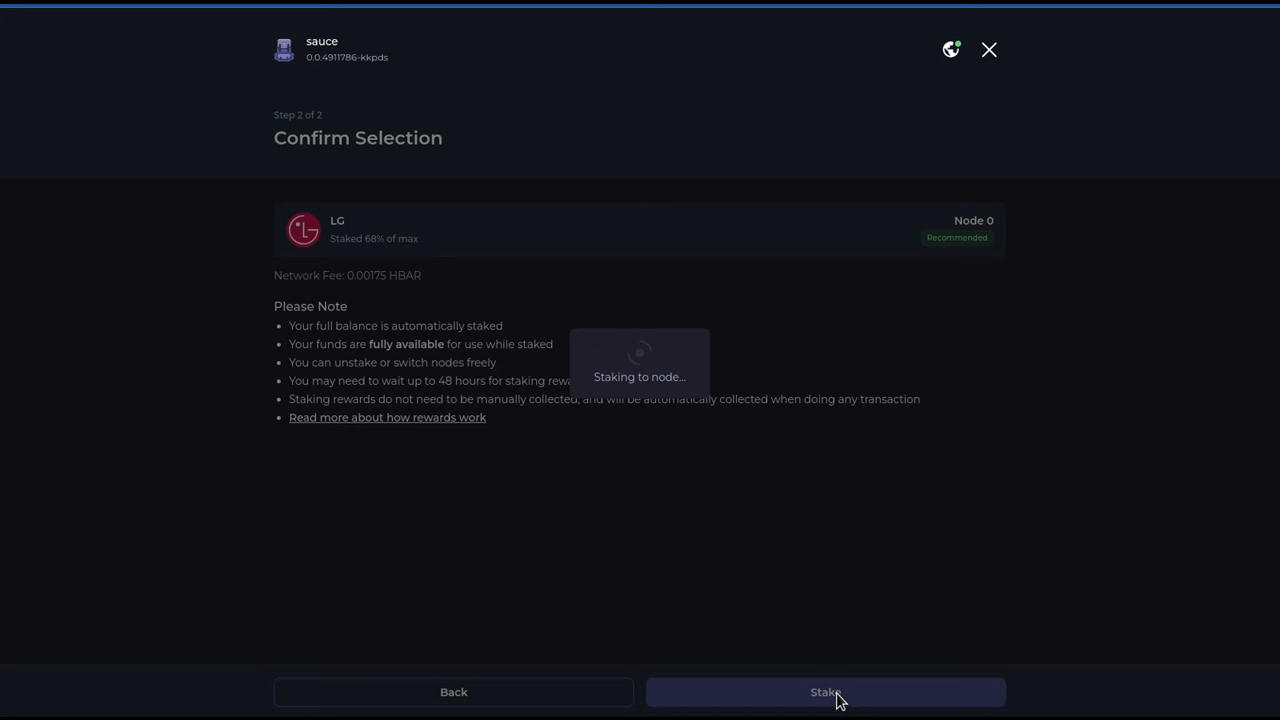 sauce
0.0.4911786-kkpds
Step 2 of 2
Confirm Selection
LG
Staked 68% of max
Node 0
Recommended
Network Fee: 0.00175 HBAR
Please Note
• Your full balance is automatically staked
• Your funds are fully available for use while staked
• You can unstake or switch nodes freely
• You may need to wait up to 48 hours for staking
Staking to node...
• Staking rewards do not need to be manually collected, and will be automatically collected when doing any transaction
• Read more about how rewards work
Back
Stake